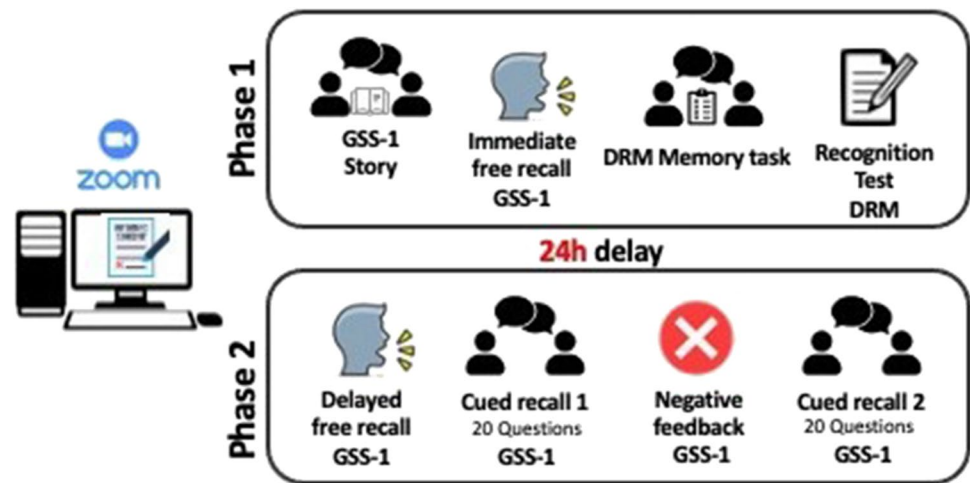 zoom
Phase 1
GSS-1
Story
Immediate
free recall
GSS-1
DRM Memory task
Recognition
Test
DRM
24h delay
Phase 2
Delayed
free recall
GSS-1
Cued recall 1
20 Questions
GSS-1
Negative
feedback
GSS-1
Cued recall 2
20 Questions
GSS-1